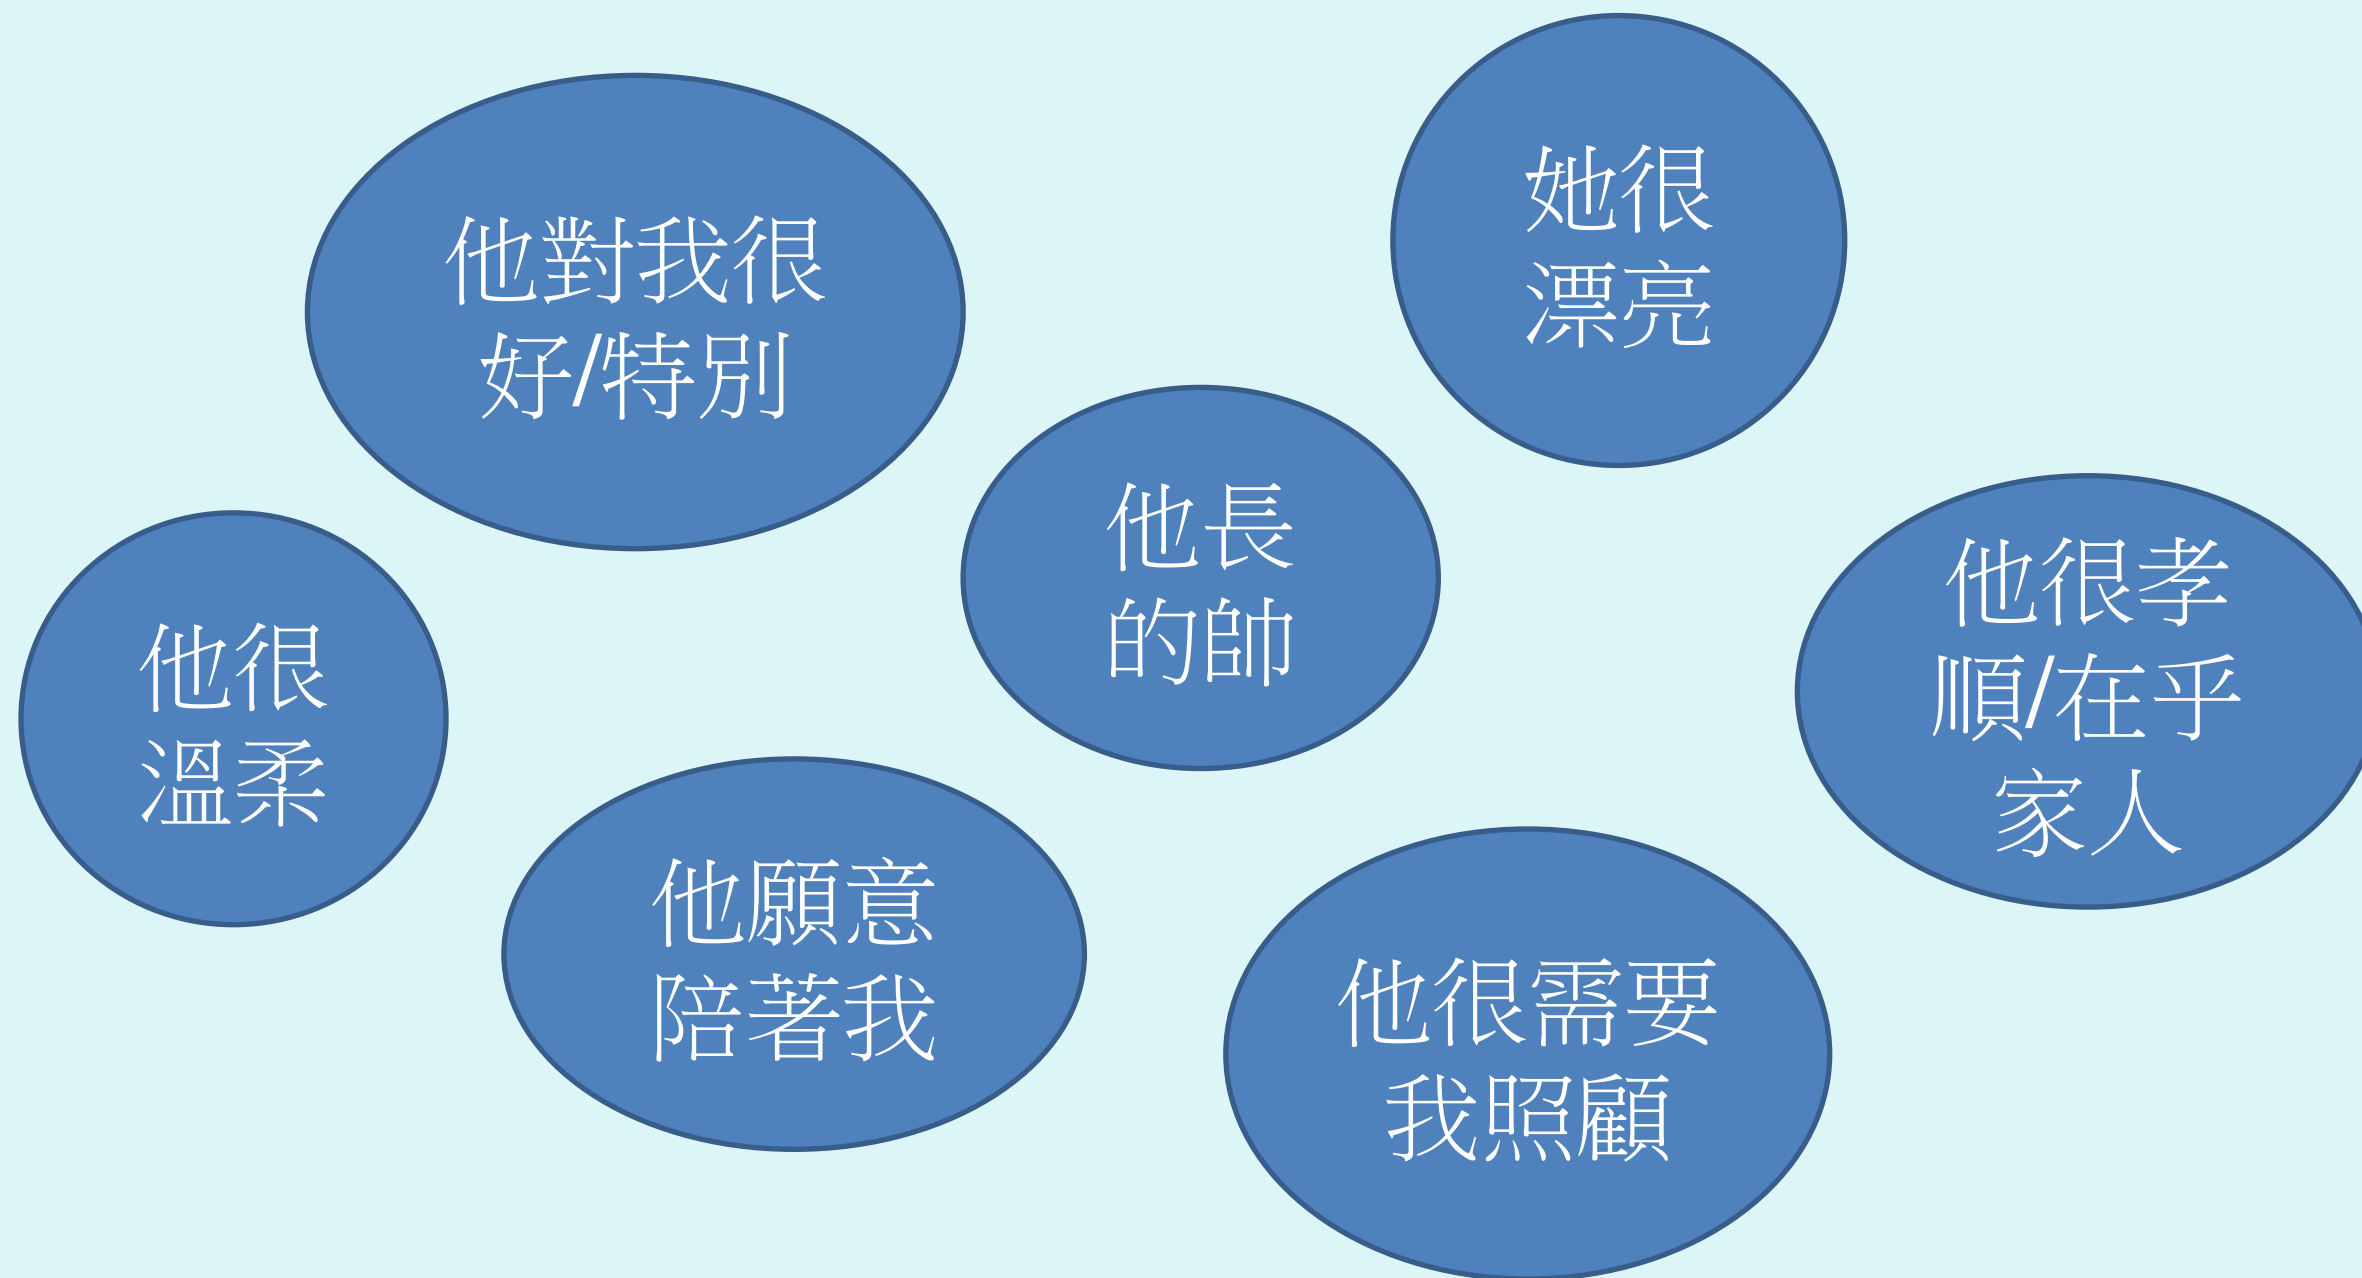 她很
漂亮
他對我很
好/特別
他長
的帥
他很孝
順/在乎
家人
他很
溫柔
他願意
陪著我
他很需要
我照顧